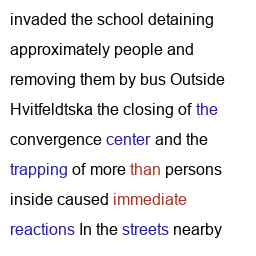 invaded the school detaining
approximately people and
removing them by bus Outside
Hvitfeldtska the closing of the
convergence center and the
trapping of more than persons
inside caused immediate
reactions In the streets nearby